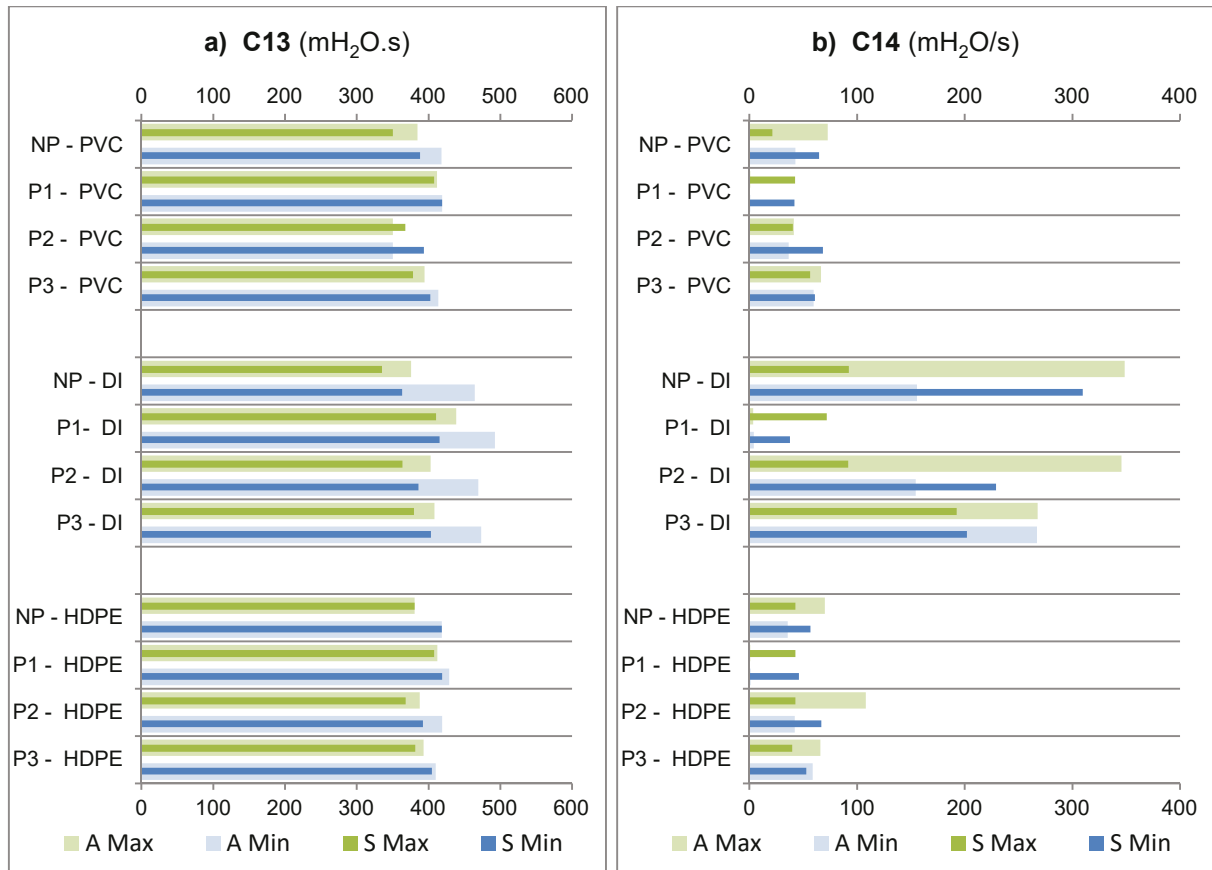 a) C13 (mH₂O.s)
0 100 200 300 400 500 600
NP - PVC
P1 - PVC
P2 - PVC
P3 - PVC
NP - DI
P1- DI
P2 - DI
P3 - DI
NP - HDPE
P1 - HDPE
P2 - HDPE
P3 - HDPE
0 100 200 300 400 500 600
A Max A Min S Max S Min
b) C14 (mH₂O/s)
0 100 200 300 400
NP - PVC
P1 - PVC
P2 - PVC
P3 - PVC
NP - DI
P1- DI
P2 - DI
P3 - DI
NP - HDPE
P1 - HDPE
P2 - HDPE
P3 - HDPE
0 100 200 300 400
A Max A Min S Max S Min